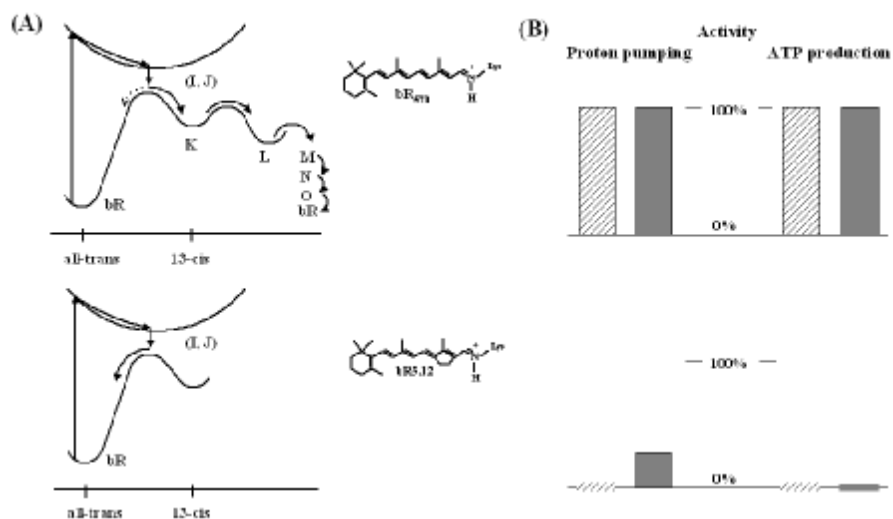 (A)
(I, J)
K
L
M
N
O
bR
bR
all-trans
13-cis
Lys
N
H
+
(B)
Activity
Proton pumping
ATP production
100%
0%
(I, J)
bR
all-trans
13-cis
Lys
+
N
H
bR5.12
100%
0%